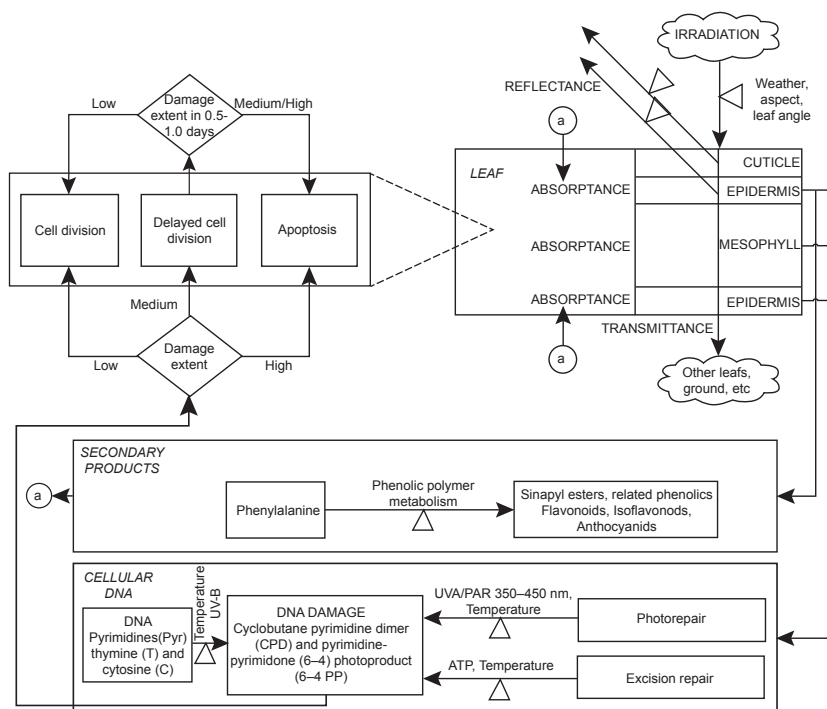 IRRADIATION
Weather,
aspect,
leaf angle
REFLECTANCE
Low
Damage
extent in 0.5-
1.0 days
Medium/High
a
LEAF
CUTICLE
ABSORPTANCE
EPIDERMIS
Cell division
Delayed cell
division
Apoptosis
ABSORPTANCE
MESOPHYLL
Medium
ABSORPTANCE
EPIDERMIS
TRANSMITTANCE
Low
Damage
extent
High
a
Other leafs,
ground, etc
SECONDARY
PRODUCTS
a
Phenylalanine
Phenolic polymer
metabolism
Sinapyl esters, related phenolics
Flavonoids, Isoflavonods,
Anthocyanids
CELLULAR
DNA
DNA
Pyrimidines(Pyr)
thymine (T) and
cytosine (C)
Temperature
UV-B
DNA DAMAGE
Cyclobutane pyrimidine dimer
(CPD) and pyrimidine-
pyrimidone (6–4) photoproduct
(6–4 PP)
UVA/PAR 350–450 nm,
Temperature
Photorepair
ATP, Temperature
Excision repair